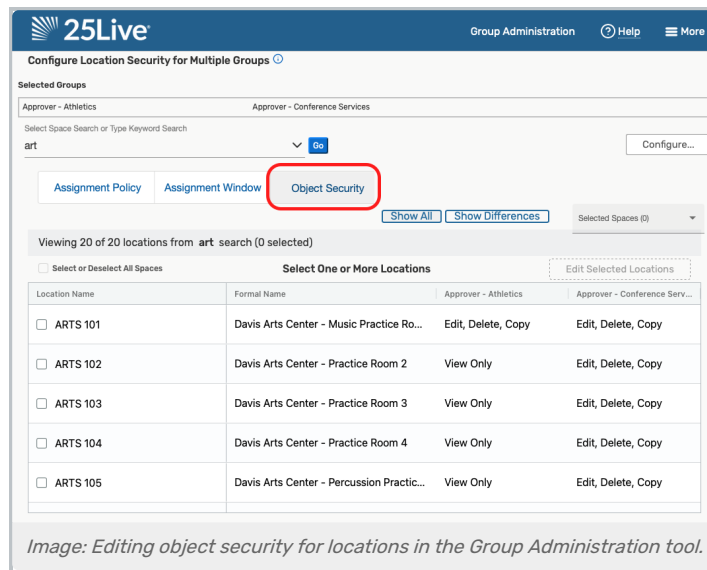 25Live®
Group Administration
Help
More
Configure Location Security for Multiple Groups
Selected Groups
Approver - Athletics Approver - Conference Services
Select Space Search or Type Keyword Search
art
Go
Configure...
Assignment Policy Assignment Window Object Security
Show All Show Differences
Selected Spaces (0)
Viewing 20 of 20 locations from art search (0 selected)
Select or Deselect All Spaces
Select One or More Locations
Edit Selected Locations
Location Name Formal Name Approver - Athletics Approver - Conference Serv...
ARTS 101 Davis Arts Center - Music Practice Ro... Edit, Delete, Copy Edit, Delete, Copy
ARTS 102 Davis Arts Center - Practice Room 2 View Only Edit, Delete, Copy
ARTS 103 Davis Arts Center - Practice Room 3 View Only Edit, Delete, Copy
ARTS 104 Davis Arts Center - Practice Room 4 View Only Edit, Delete, Copy
ARTS 105 Davis Arts Center - Percussion Practic... View Only Edit, Delete, Copy
Image: Editing object security for locations in the Group Administration tool.